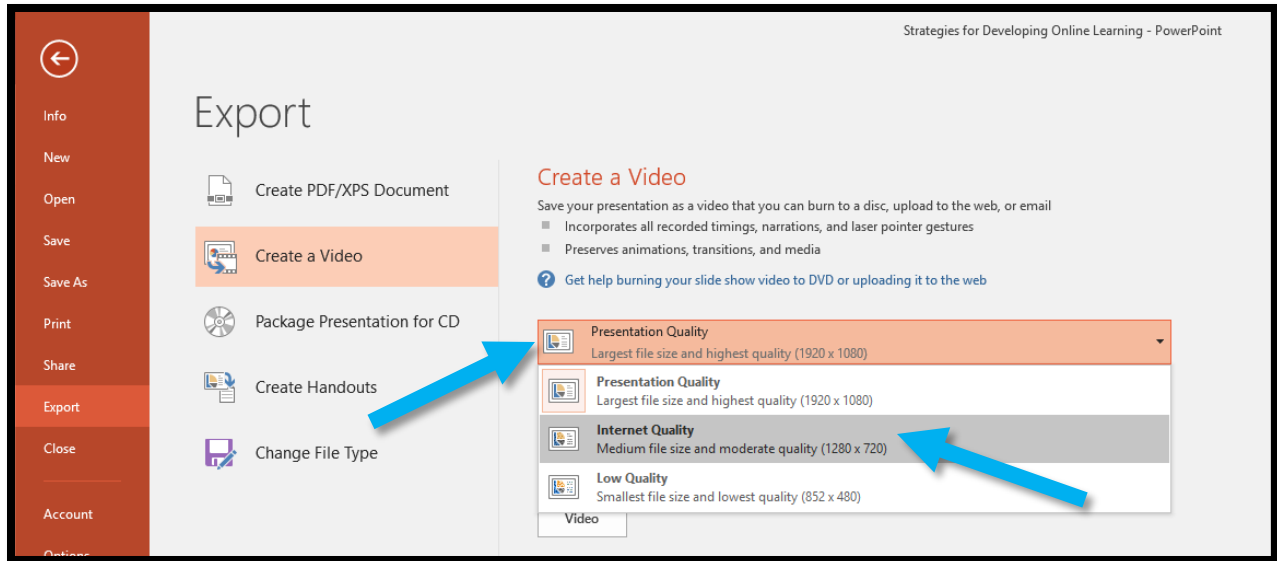 Strategies for Developing Online Learning - PowerPoint
Info
New
Open
Save
Save As
Print
Share
Export
Close
Account
Options
Export
Create PDF/XPS Document
Create a Video
Package Presentation for CD
Create Handouts
Change File Type
Create a Video
Save your presentation as a video that you can burn to a disc, upload to the web, or email
Incorporates all recorded timings, narrations, and laser pointer gestures
Preserves animations, transitions, and media
Get help burning your slide show video to DVD or uploading it to the web
Presentation Quality
Largest file size and highest quality (1920 x 1080)
Presentation Quality
Largest file size and highest quality (1920 x 1080)
Internet Quality
Medium file size and moderate quality (1280 x 720)
Low Quality
Smallest file size and lowest quality (852 x 480)
Video